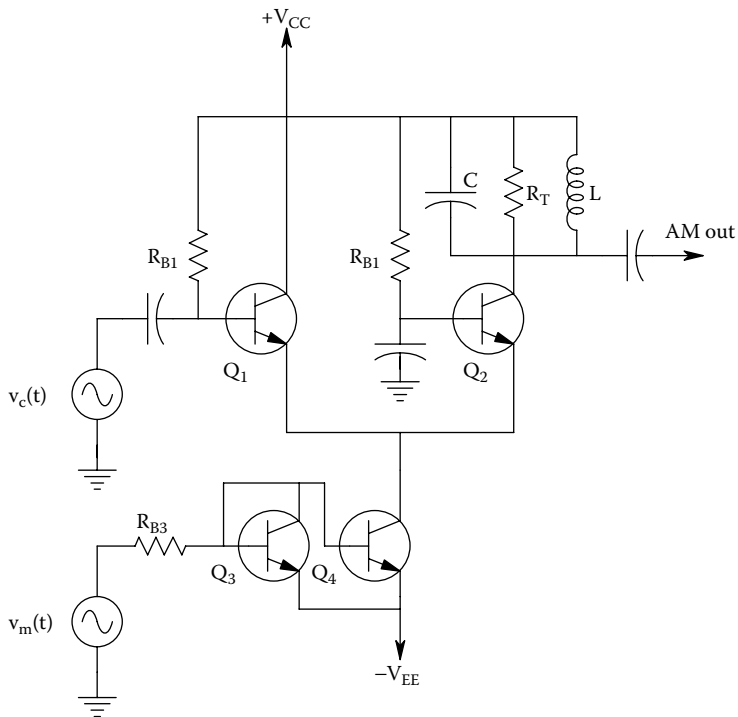 +V_CC
C
R_T
L
AM out
R_B1
R_B1
Q_1
Q_2
v_c(t)
R_B3
Q_3
Q_4
v_m(t)
−V_EE